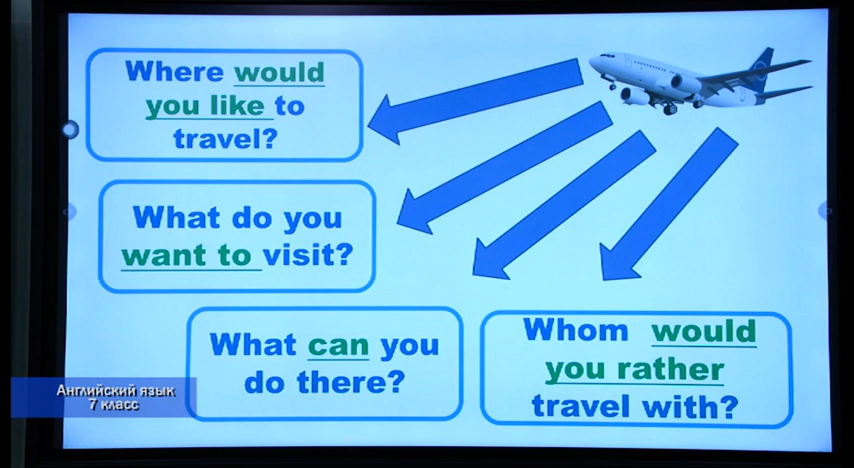 Where would
you like to
travel?
What do you
want to visit?
What can you
do there?
Whom would
you rather
travel with?
Английский язык
7 класс